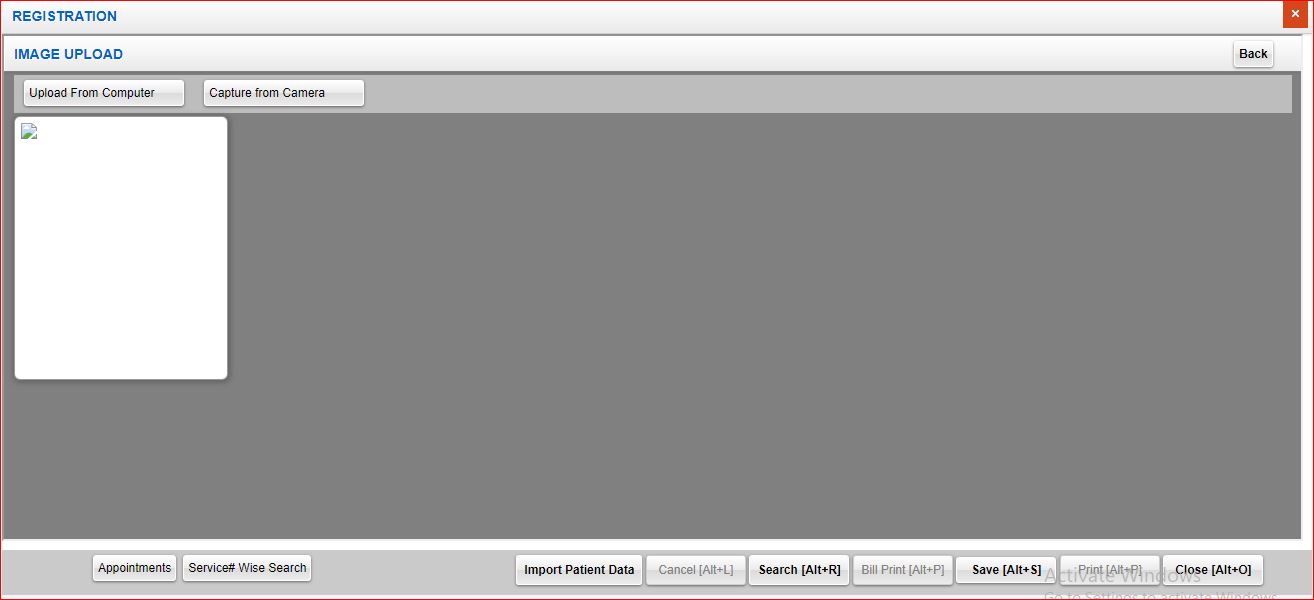 REGISTRATION
×
IMAGE UPLOAD
Back
Upload From Computer
Capture from Camera
Appointments
Service# Wise Search
Import Patient Data
Cancel [Alt+L]
Search [Alt+R]
Bill Print [Alt+P]
Save [Alt+S]
Print [Alt+P]
Close [Alt+O]
Activate Windows
Go to Settings to activate Windows.